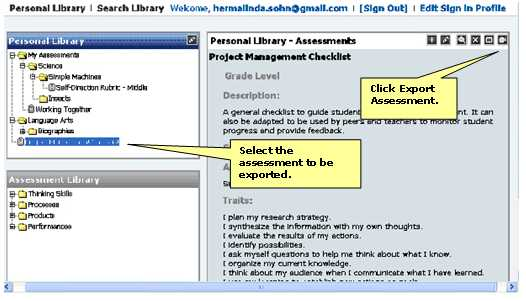 Personal Library | Search Library Welcome, hermalinda.sohn@gmail.com | [Sign Out] | Edit Sign In Profile
Personal Library
My Assessments
Science
Simple Machines
Self-Direction Rubric - Middle
Insects
Working Together
Language Arts
Biographies
Select the
assessment to be
exported.
Assessment Library
Thinking Skills
Processes
Products
Performances
Personal Library - Assessments
Project Management Checklist
Grade Level
Click Export
Assessment.
Description:
A general checklist to guide student It can
also be adapted to be used by peers and teachers to monitor student
progress and provide feedback.
Traits:
I plan my research strategy.
I synthesize the information with my own thoughts.
I evaluate the results of my actions.
I identify possibilities.
I ask myself questions to help me think about what I know.
I organize my current knowledge.
I think about my audience when I communicate what I have learned.